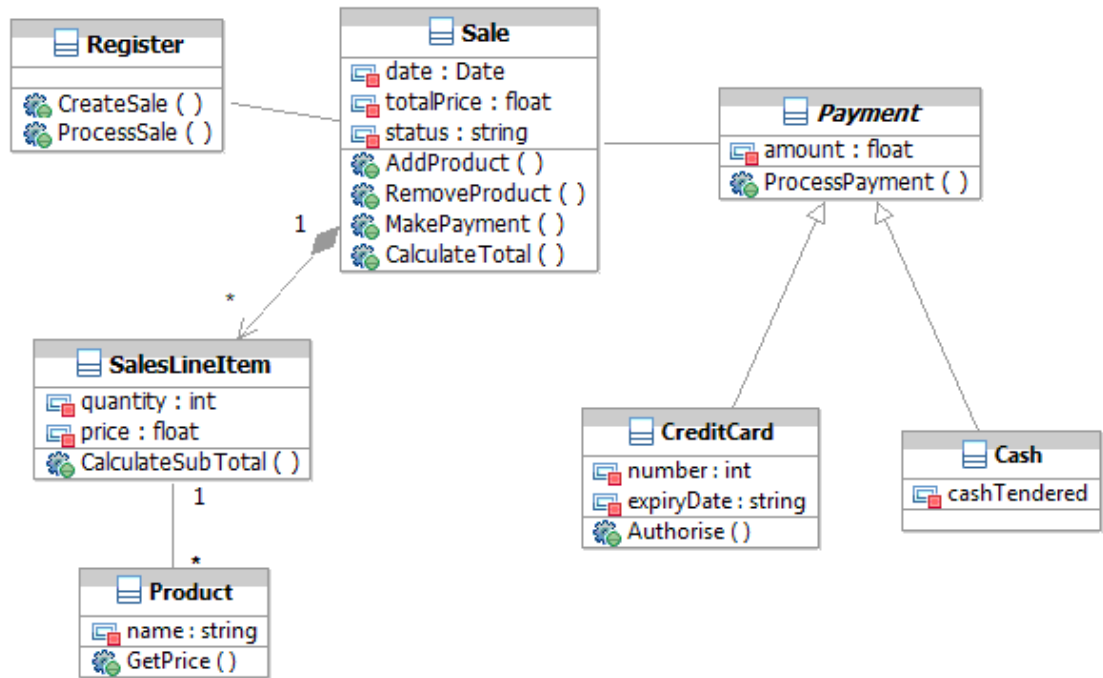 Register
CreateSale ( )
ProcessSale ( )
Sale
date : Date
totalPrice : float
status : string
AddProduct ( )
RemoveProduct ( )
MakePayment ( )
CalculateTotal ( )
Payment
amount : float
ProcessPayment ( )
1
*
SalesLineItem
quantity : int
price : float
CalculateSubTotal ( )
1
*
Product
name : string
GetPrice ( )
CreditCard
number : int
expiryDate : string
Authorise ( )
Cash
cashTendered